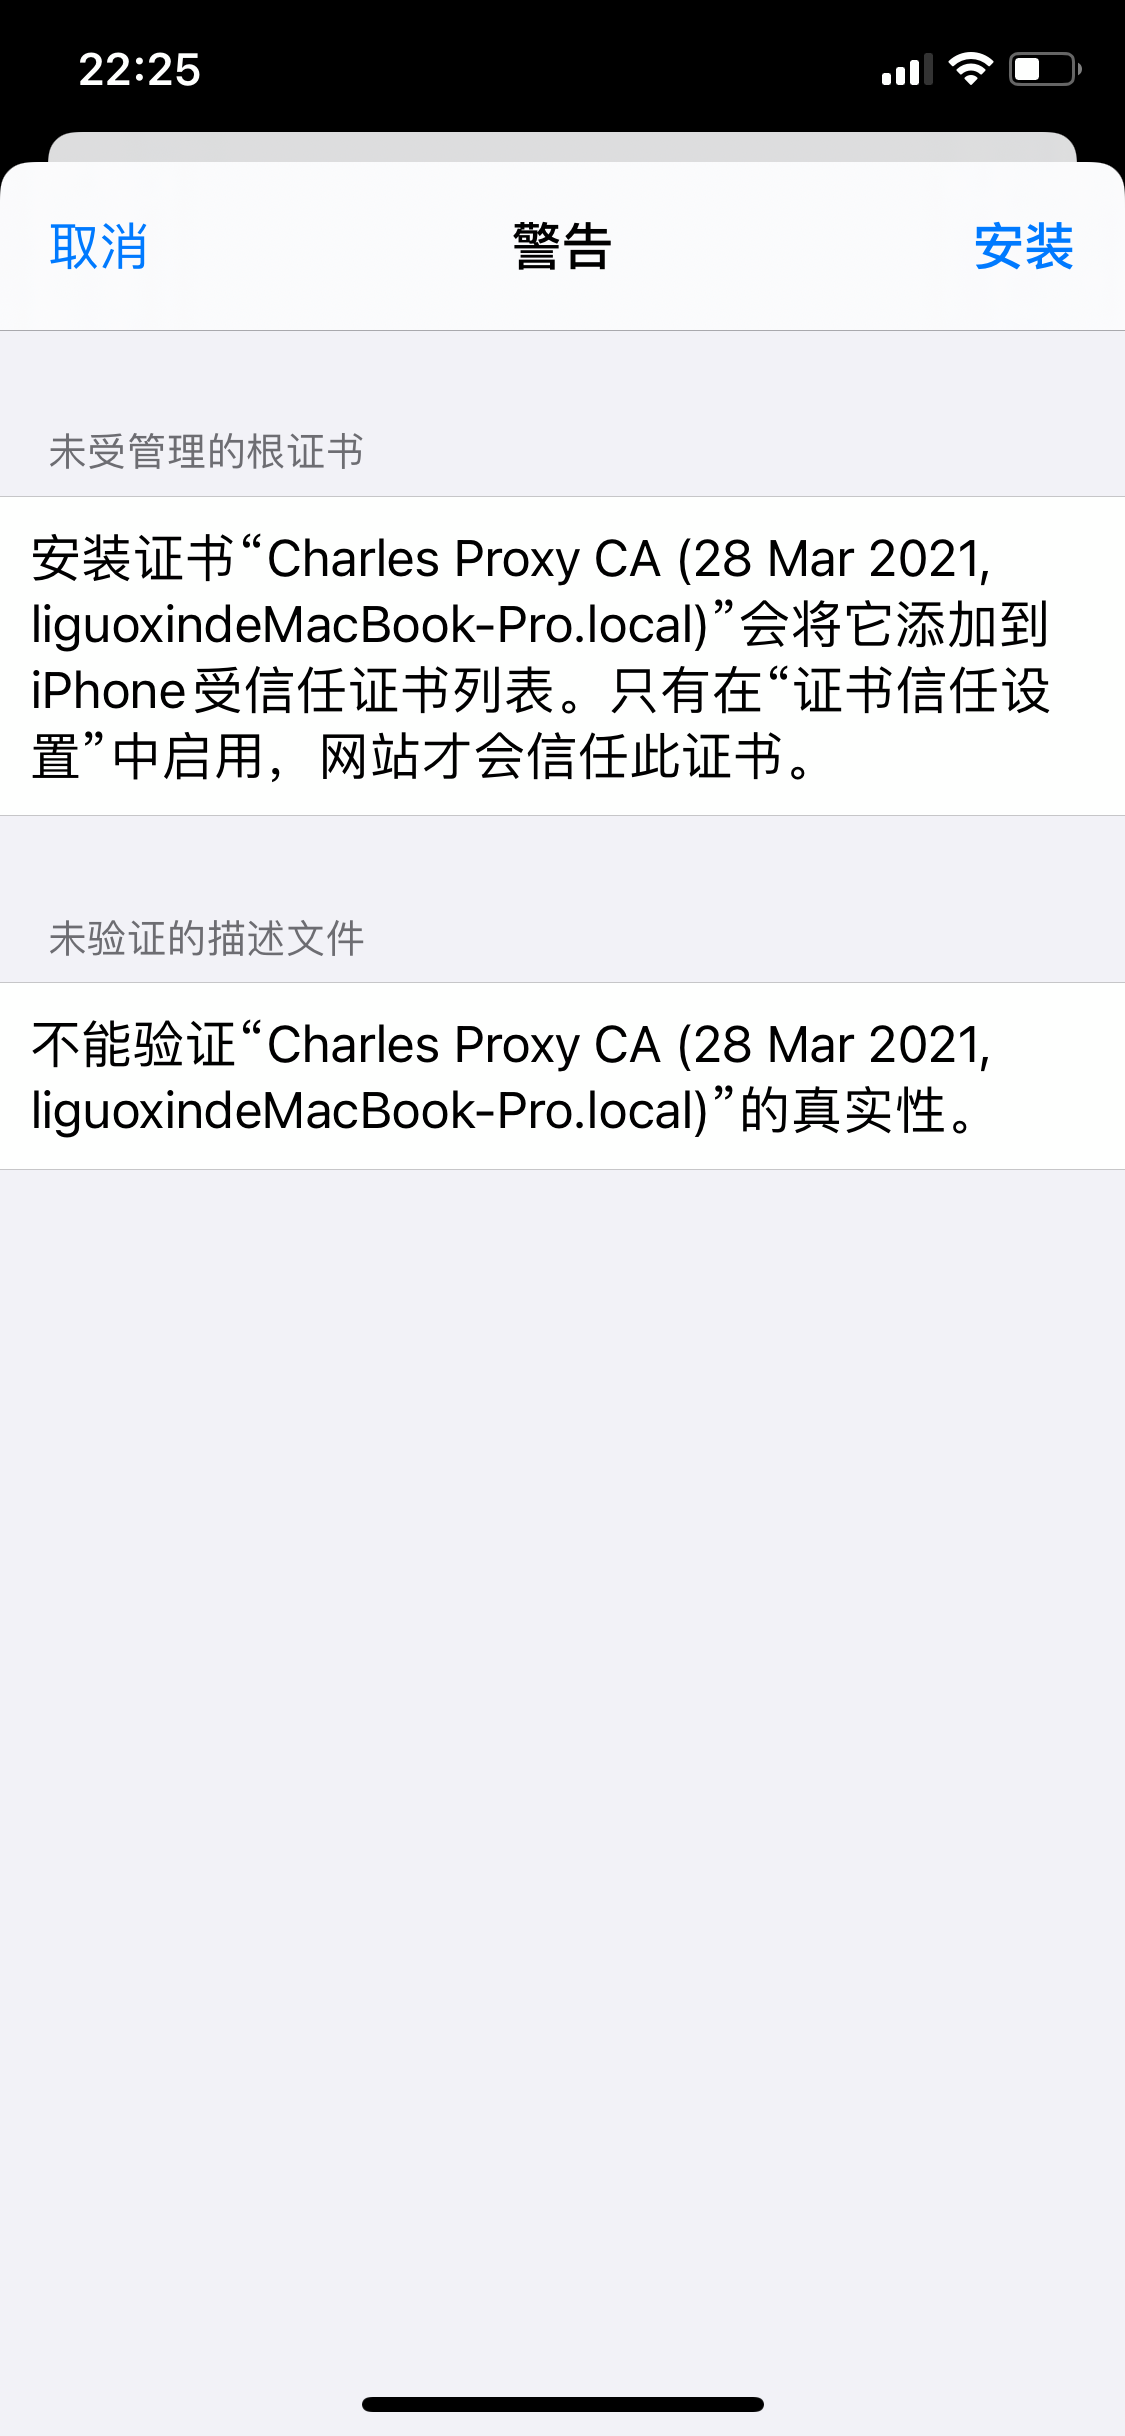 22:25
取消 警告 安装
未受管理的根证书
安装证书“Charles Proxy CA (28 Mar 2021,
liguoxindeMacBook-Pro.local)”会将它添加到
iPhone受信任证书列表。只有在“证书信任设
置”中启用，网站才会信任此证书。
未验证的描述文件
不能验证“Charles Proxy CA (28 Mar 2021,
liguoxindeMacBook-Pro.local)”的真实性。